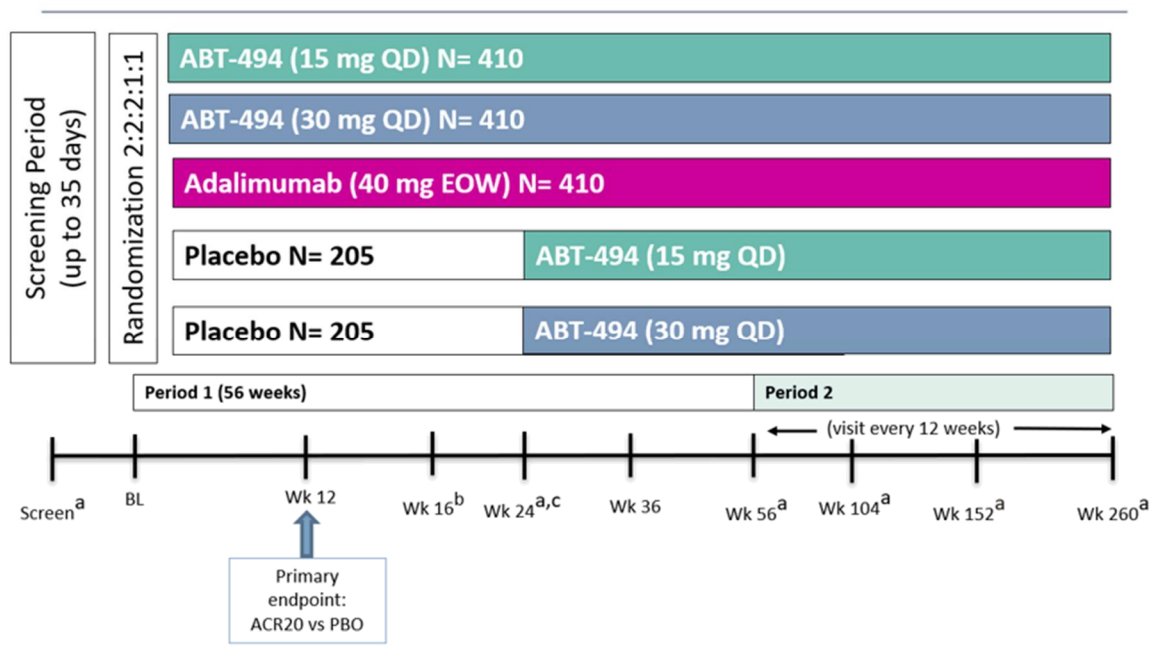 Screening Period
(up to 35 days)
Randomization 2:2:2:1:1
ABT-494 (15 mg QD) N= 410
ABT-494 (30 mg QD) N= 410
Adalimumab (40 mg EOW) N= 410
Placebo N= 205
ABT-494 (15 mg QD)
Placebo N= 205
ABT-494 (30 mg QD)
Period 1 (56 weeks)
Period 2
(visit every 12 weeks)
Screen^a
BL
Wk 12
Wk 16^b
Wk 24^a,c
Wk 36
Wk 56^a
Wk 104^a
Wk 152^a
Wk 260^a
Primary
endpoint:
ACR20 vs PBO